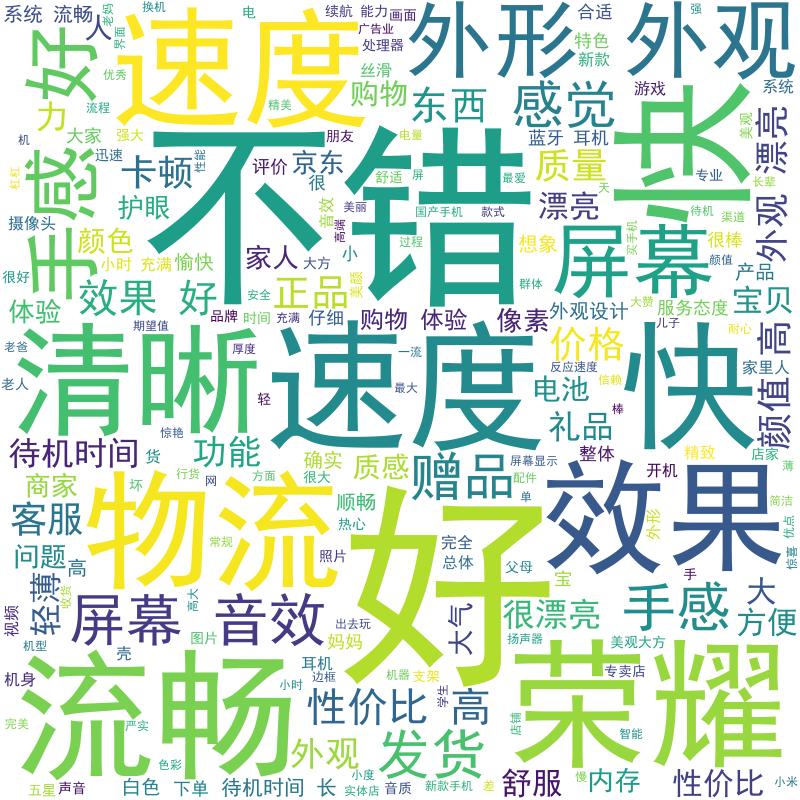 系统 流畅
人
换机
老妈
界面
电
续航 能力
画面
广告业
处理器
合适
强
好
速度
外形
外观
特色
新款
丝滑
购物
东西
感觉
游戏
系统
快
优秀
流程
力
大家
强大
精美
朋友
电量
蓝牙 耳机
美观
漂亮
机
迅速
卡顿
性能
评价
京东
很
舒适
屏
最爱
质量
天
专业
长辈
手感
杠杠
不错
护眼
音效
美丽
高端
国产手机
款式
漂亮
待机
渠道
外观
摄像头
颜色
小时 充满
愉快
家人
大方
小
过程
想象
屏幕
买手机
很棒
颜值
产品
很好
体验
效果 好
安全
正品
美颜
群体
外观设计
大赞
服务态度
宝贝
期望值
品牌
时间
充满
仔细
购物 体验
像素
价格
儿子
耐心
高
颜值
老爸
老人
清晰
厚度
速度
一流
反应速度
信赖
快
家里人
轻
最大
电池
棒
礼品
待机时间
惊艳
货
功能
确实
质感
赠品
屏幕显示
整体
精致
店家
商家
坏
行货
网
方面
很大
配件
开机
薄
客服
物流
顺畅
热心
好
单
效果
简洁
优点
外形
惊喜
问题
高
常规
照片
完全
总体
父母
宝
手
轻薄
收货
视频
屏幕
高大
音效
出去玩
大气
很漂亮
手感
大
方便
机型
图片
妈妈
扬声器
美观大方
流畅
壳
耳机
边框
机器
支架
荣耀
专卖店
机身
小时
性价比
学生
高
店铺
智能
完美
严实
色彩
外观
发货
五星
声音
白色
下单
待机时间
长
小度
实体店
音质
新款手机
差
舒服
慢
内存
性价比
小米